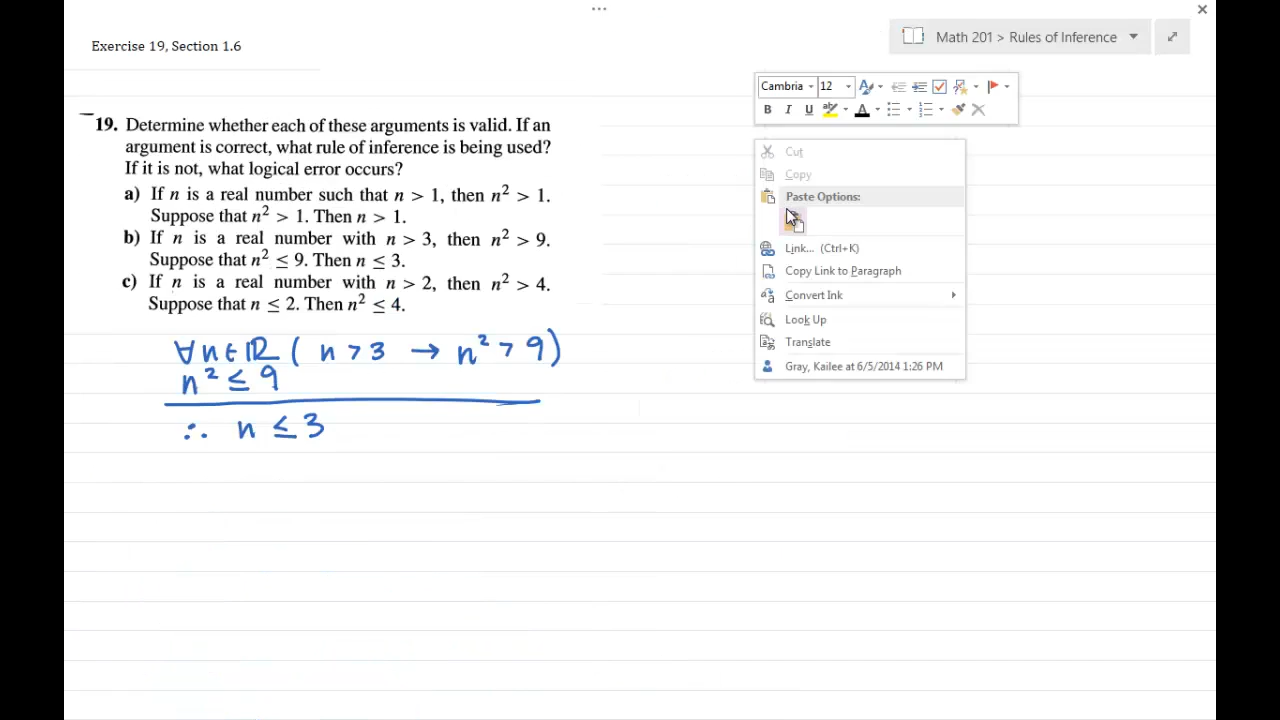 Exercise 19, Section 1.6
Math 201 > Rules of Inference
Cambria 12
B I U A
19. Determine whether each of these arguments is valid. If an
argument is correct, what rule of inference is being used?
If it is not, what logical error occurs?
a) If n is a real number such that n > 1, then n² > 1.
Suppose that n² > 1. Then n > 1.
b) If n is a real number with n > 3, then n² > 9.
Suppose that n² ≤ 9. Then n ≤ 3.
c) If n is a real number with n > 2, then n² > 4.
Suppose that n ≤ 2. Then n² ≤ 4.
∀n∈ℝ ( n > 3 → n² > 9)
n² ≤ 9
∴ n ≤ 3
Cut
Copy
Paste Options:
Link... (Ctrl+K)
Copy Link to Paragraph
Convert Ink
Look Up
Translate
Gray, Kailee at 6/5/2014 1:26 PM